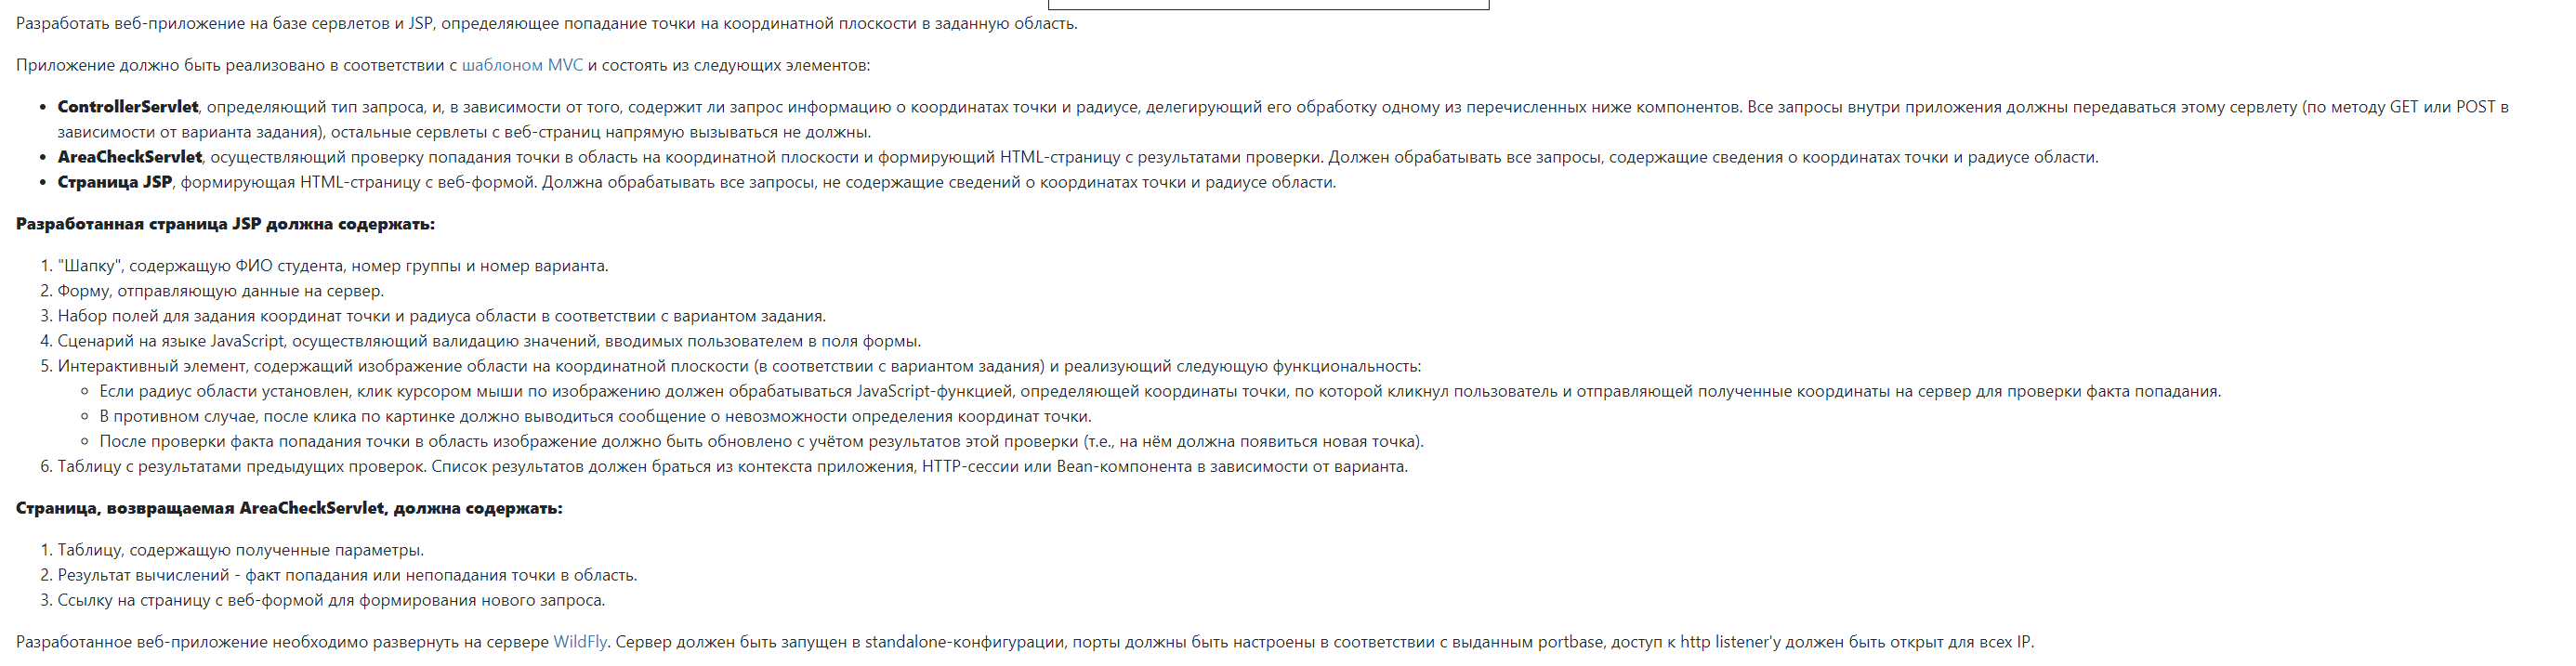 Разработать веб-приложение на базе сервлетов и JSP, определяющее попадание точки на координатной плоскости в заданную область.
Приложение должно быть реализовано в соответствии с шаблоном MVC и состоять из следующих элементов:
• ControllerServlet, определяющий тип запроса, и, в зависимости от того, содержит ли запрос информацию о координатах точки и радиусе, делегирующий его обработку одному из перечисленных ниже компонентов. Все запросы внутри приложения должны передаваться этому сервлету (по методу GET или POST в
зависимости от варианта задания), остальные сервлеты с веб-страниц напрямую вызываться не должны.
• AreaCheckServlet, осуществляющий проверку попадания точки в область на координатной плоскости и формирующий HTML-страницу с результатами проверки. Должен обрабатывать все запросы, содержащие сведения о координатах точки и радиусе области.
• Страница JSP, формирующая HTML-страницу с веб-формой. Должна обрабатывать все запросы, не содержащие сведений о координатах точки и радиусе области.
Разработанная страница JSP должна содержать:
1. "Шапку", содержащую ФИО студента, номер группы и номер варианта.
2. Форму, отправляющую данные на сервер.
3. Набор полей для задания координат точки и радиуса области в соответствии с вариантом задания.
4. Сценарий на языке JavaScript, осуществляющий валидацию значений, вводимых пользователем в поля формы.
5. Интерактивный элемент, содержащий изображение области на координатной плоскости (в соответствии с вариантом задания) и реализующий следующую функциональность:
◦ Если радиус области установлен, клик курсором мыши по изображению должен обрабатываться JavaScript-функцией, определяющей координаты точки, по которой кликнул пользователь и отправляющей полученные координаты на сервер для проверки факта попадания.
◦ В противном случае, после клика по картинке должно выводиться сообщение о невозможности определения координат точки.
◦ После проверки факта попадания точки в область изображение должно быть обновлено с учётом результатов этой проверки (т.е., на нём должна появиться новая точка).
6. Таблицу с результатами предыдущих проверок. Список результатов должен браться из контекста приложения, HTTP-сессии или Bean-компонента в зависимости от варианта.
Страница, возвращаемая AreaCheckServlet, должна содержать:
1. Таблицу, содержащую полученные параметры.
2. Результат вычислений - факт попадания или непопадания точки в область.
3. Ссылку на страницу с веб-формой для формирования нового запроса.
Разработанное веб-приложение необходимо развернуть на сервере WildFly. Сервер должен быть запущен в standalone-конфигурации, порты должны быть настроены в соответствии с выданным portbase, доступ к http listener'у должен быть открыт для всех IP.